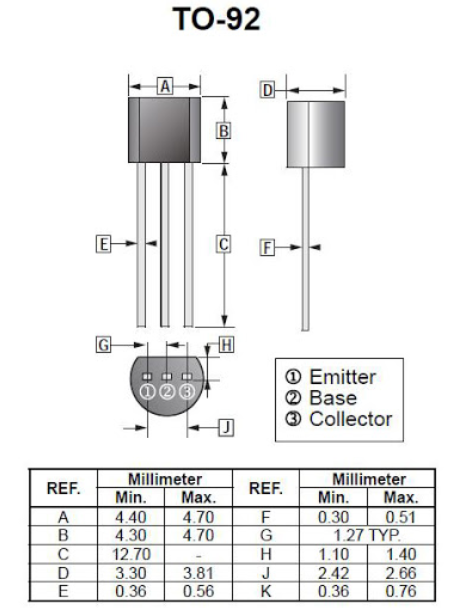 TO-92
A
D
B
E
C
F
G
H
① ② ③
J
① Emitter
② Base
③ Collector
REF. Millimeter REF. Millimeter
Min. Max. Min. Max.
A 4.40 4.70 F 0.30 0.51
B 4.30 4.70 G 1.27 TYP.
C 12.70 - H 1.10 1.40
D 3.30 3.81 J 2.42 2.66
E 0.36 0.56 K 0.36 0.76